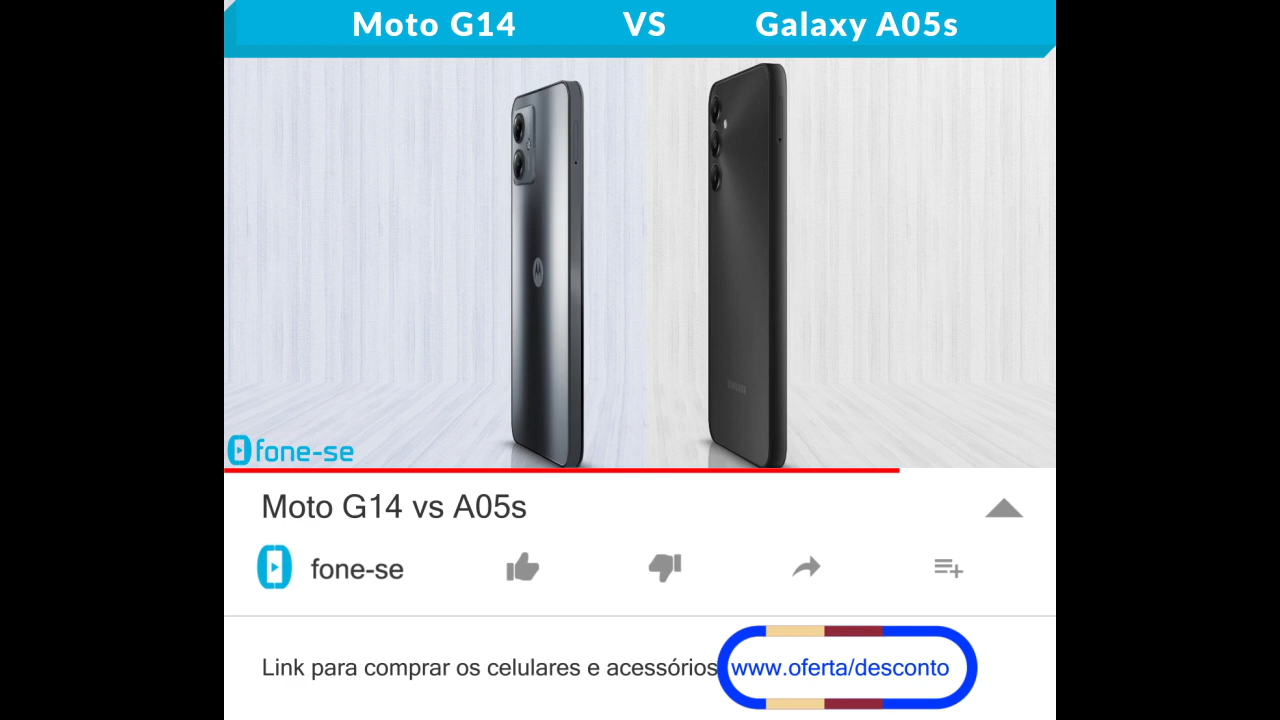 Moto G14 VS Galaxy A05s
SAMSUNG
fone-se
Moto G14 vs A05s
fone-se
Link para comprar os celulares e acessórios www.oferta/desconto